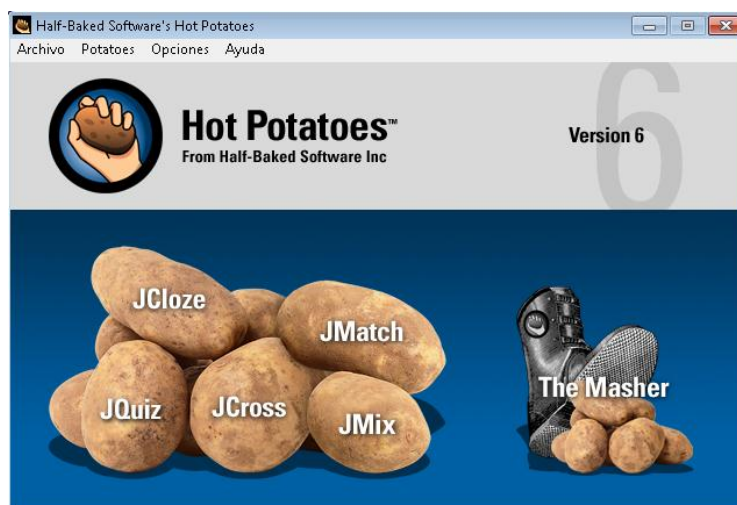 Half-Baked Software's Hot Potatoes
Archivo Potatoes Opciones Ayuda
6
Hot Potatoes™
From Half-Baked Software Inc
Version 6
JCloze
JMatch
JQuiz
JCross
JMix
The Masher